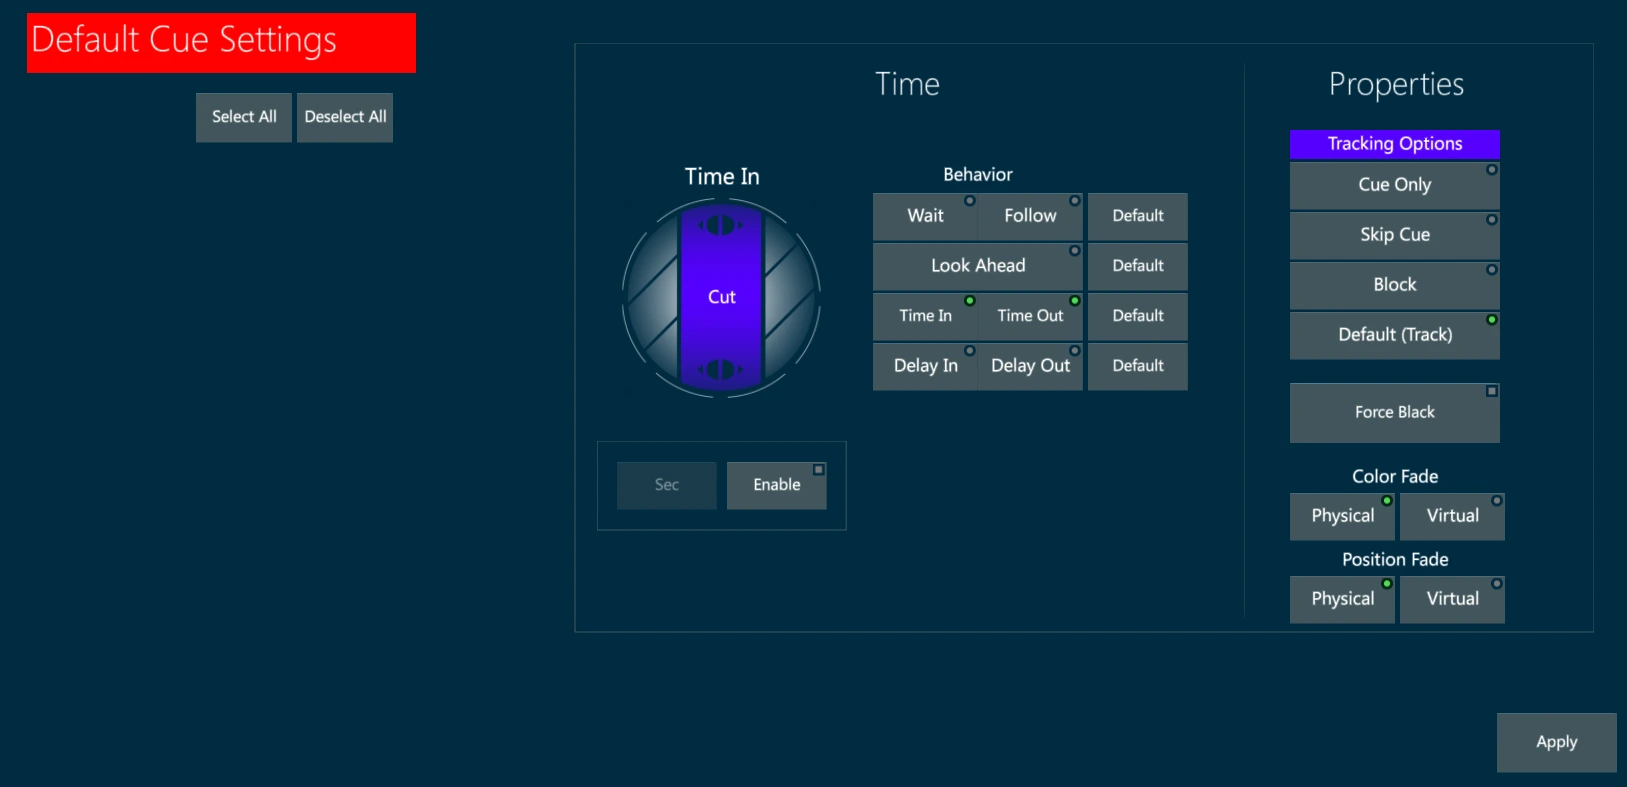 Default Cue Settings
Select All Deselect All
Time
Time In
Cut
Sec Enable
Behavior
Wait Follow Default
Look Ahead Default
Time In Time Out Default
Delay In Delay Out Default
Properties
Tracking Options
Cue Only
Skip Cue
Block
Default (Track)
Force Black
Color Fade
Physical Virtual
Position Fade
Physical Virtual
Apply